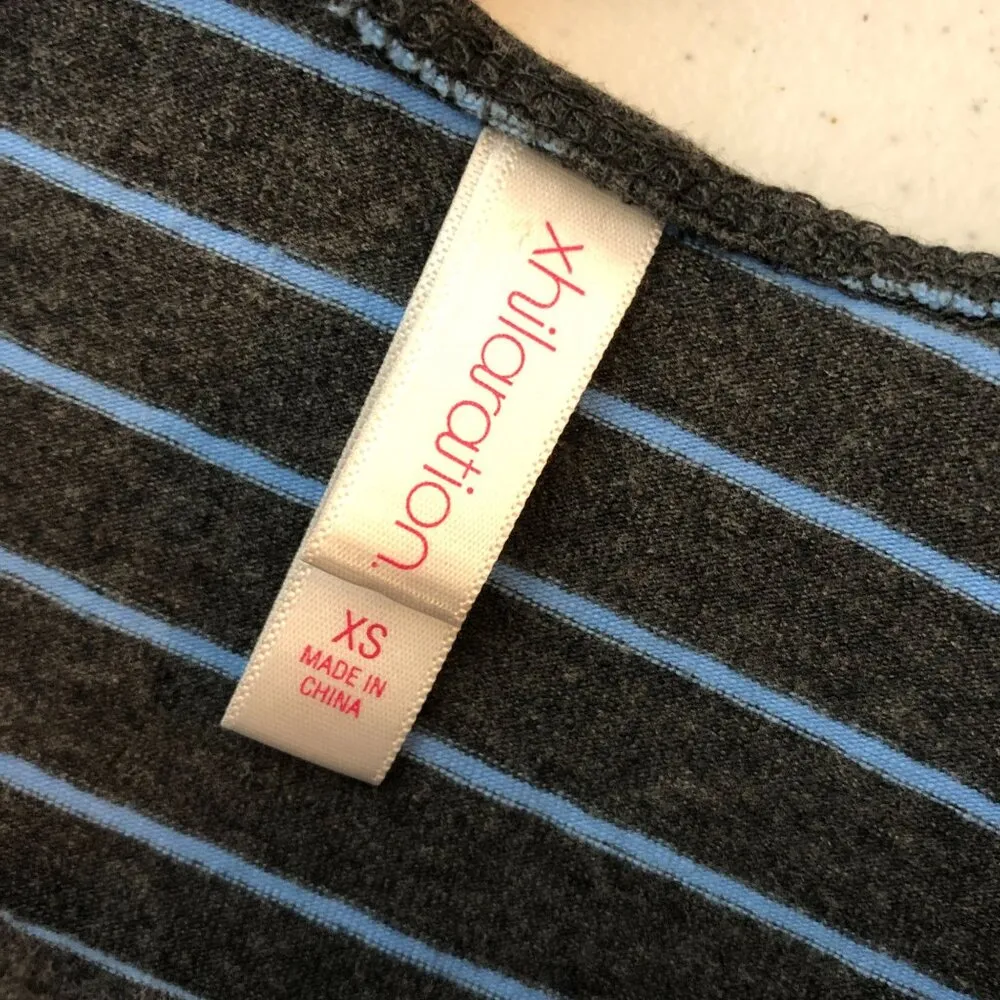 xhilaration.
XS
MADE IN
CHINA